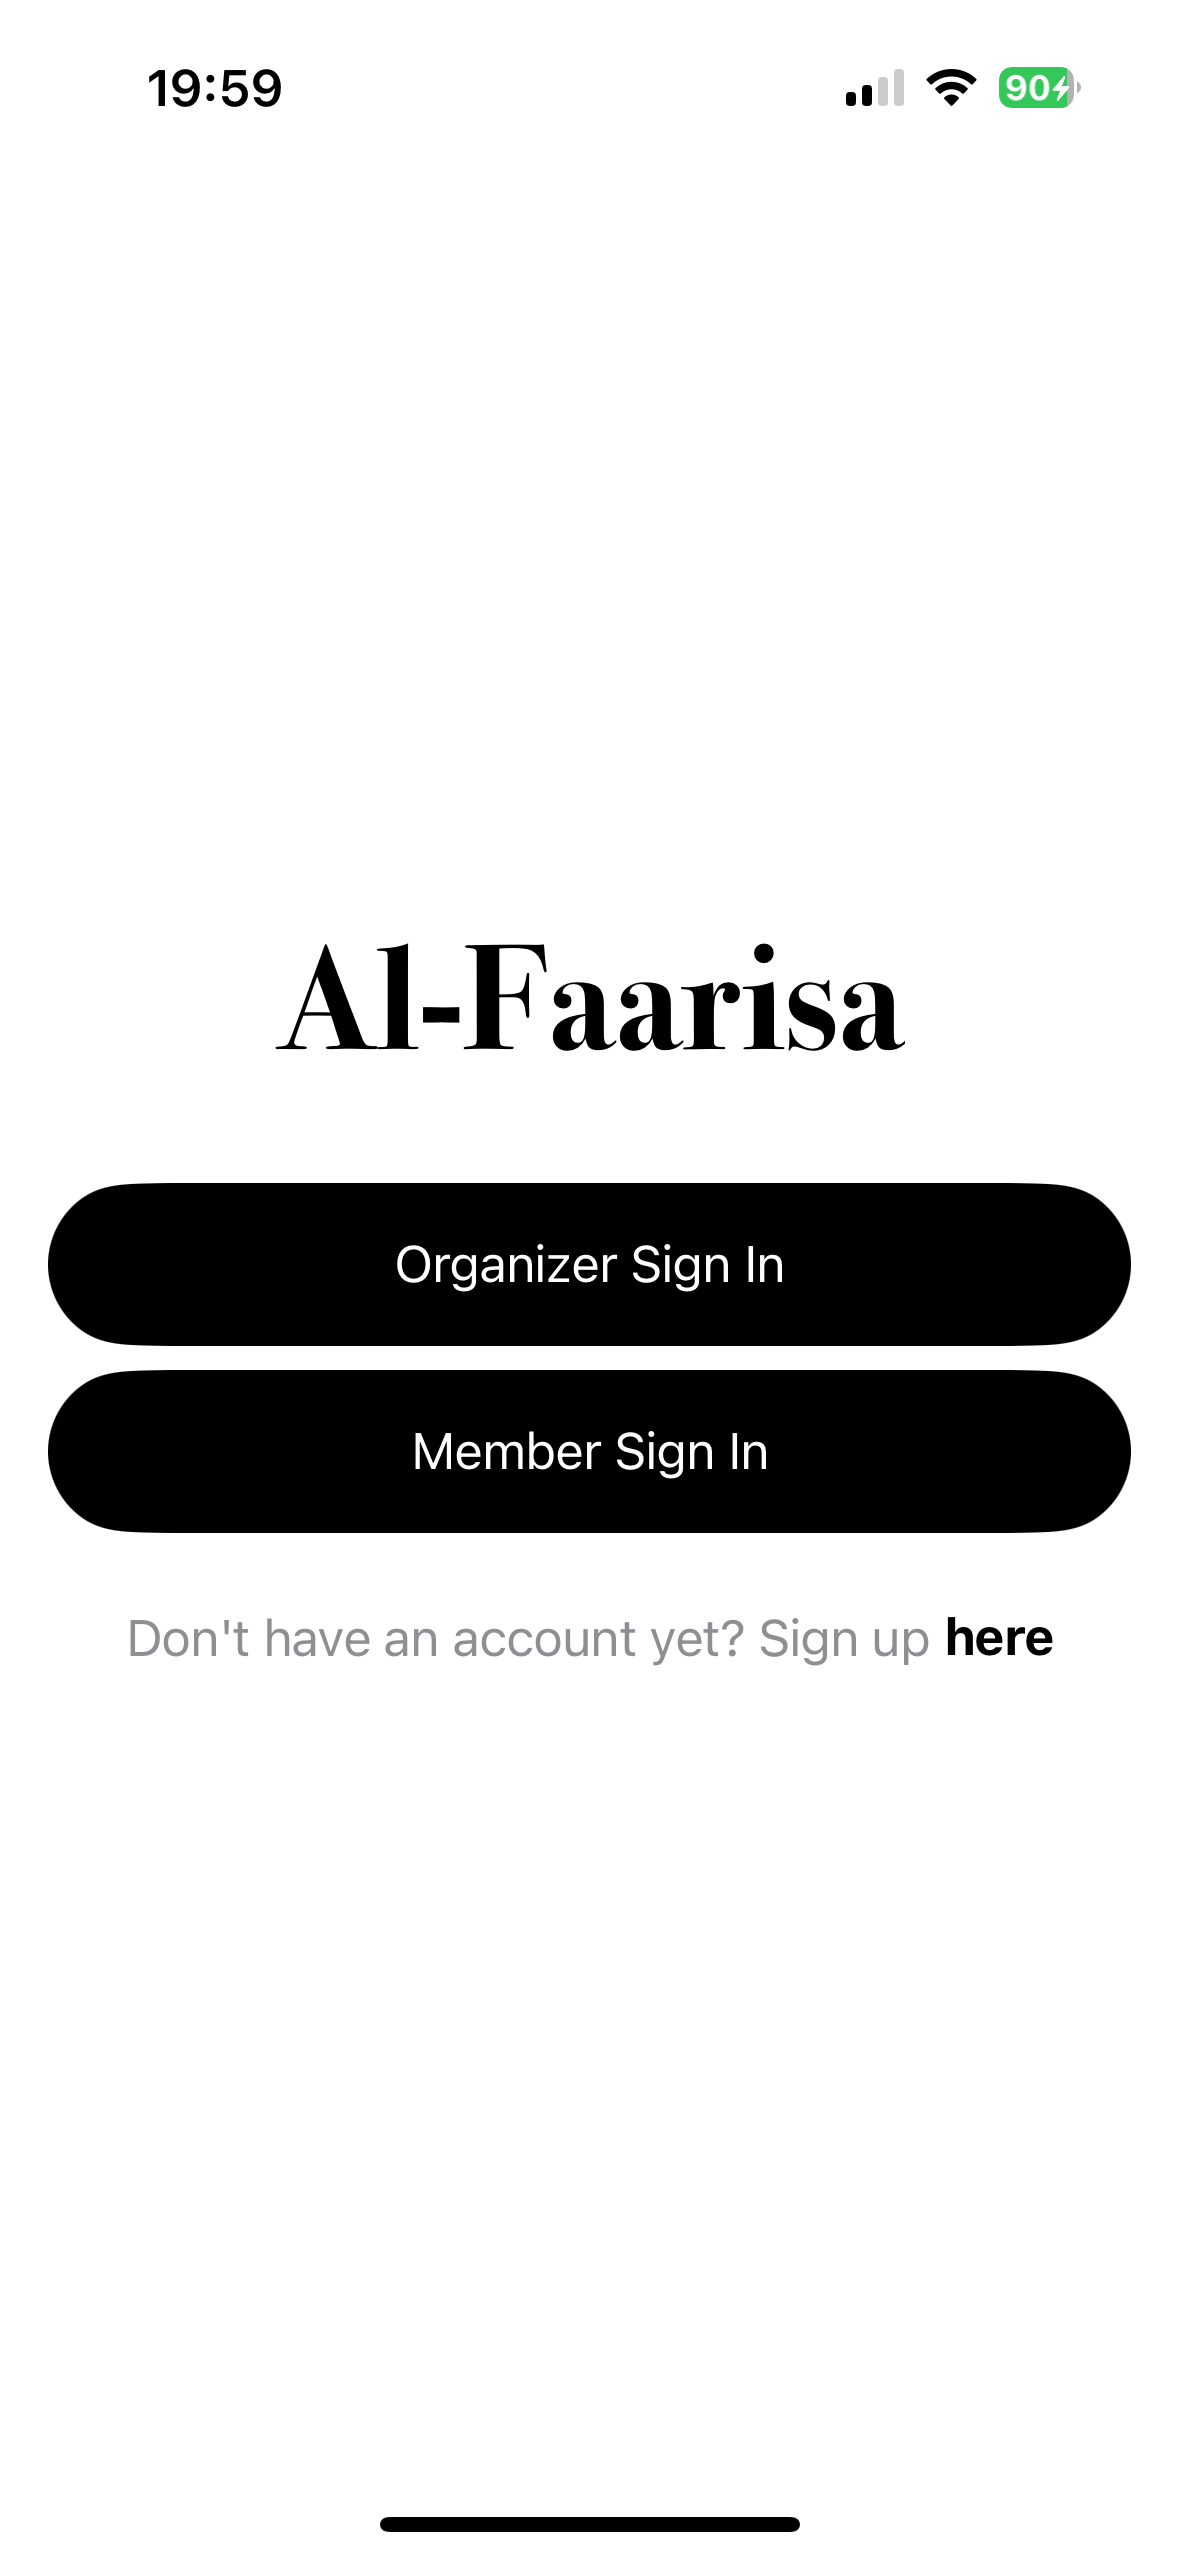 19:59
90
Al-Faarisa
Organizer Sign In
Member Sign In
Don't have an account yet? Sign up here